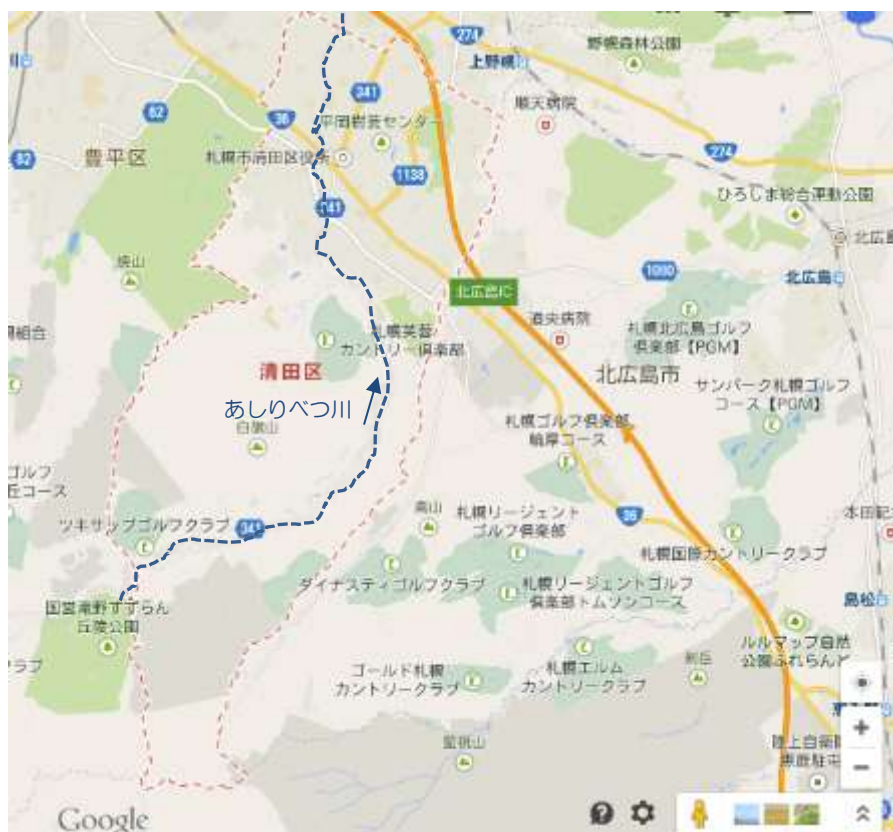 274
野幌森林公園
上野幌
341
82
平岡樹芸センター
順天病院
36
82
豊平区
札幌市清田区役所
274
1138
ひろしま総合運動公園
341
焼山
1080
北広島
北広島IC
道央病院
札幌北広島ゴルフ
倶楽部【PGM】
札幌芙蓉
カントリー倶楽部
清田区
北広島市
サンパーク札幌ゴルフ
コース【PGM】
あしりべつ川
白旗山
札幌ゴルフ倶楽部
輪厚コース
ゴルフ
丘コース
ツキサップゴルフクラブ
341
島山
札幌リージェント
ゴルフ倶楽部
36
札幌国際カントリークラブ
ダイナスティゴルフクラブ
札幌リージェントゴルフ
倶楽部トムソンコース
島松
国営滝野すずらん
丘陵公園
ルルマップ自然
公園ふれらんど
ゴールド札幌
カントリークラブ
札幌エルム
カントリークラブ
陸上自衛隊
恵庭駐屯
Google